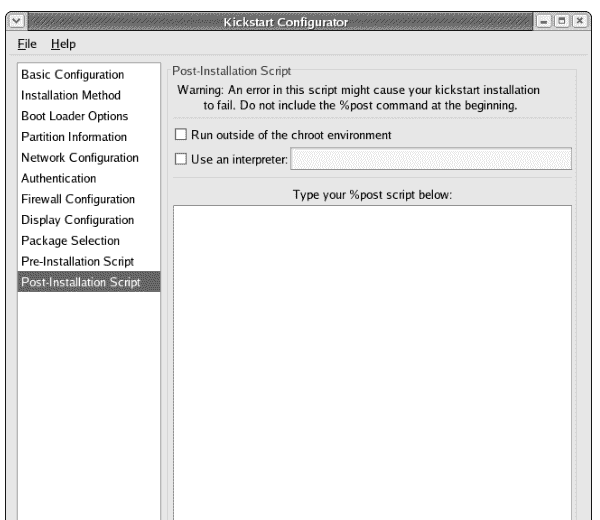 Kickstart Configurator
File Help
Basic Configuration
Installation Method
Boot Loader Options
Partition Information
Network Configuration
Authentication
Firewall Configuration
Display Configuration
Package Selection
Pre-Installation Script
Post-Installation Script
Post-Installation Script
Warning: An error in this script might cause your kickstart installation
to fail. Do not include the %post command at the beginning.
Run outside of the chroot environment
Use an interpreter:
Type your %post script below: